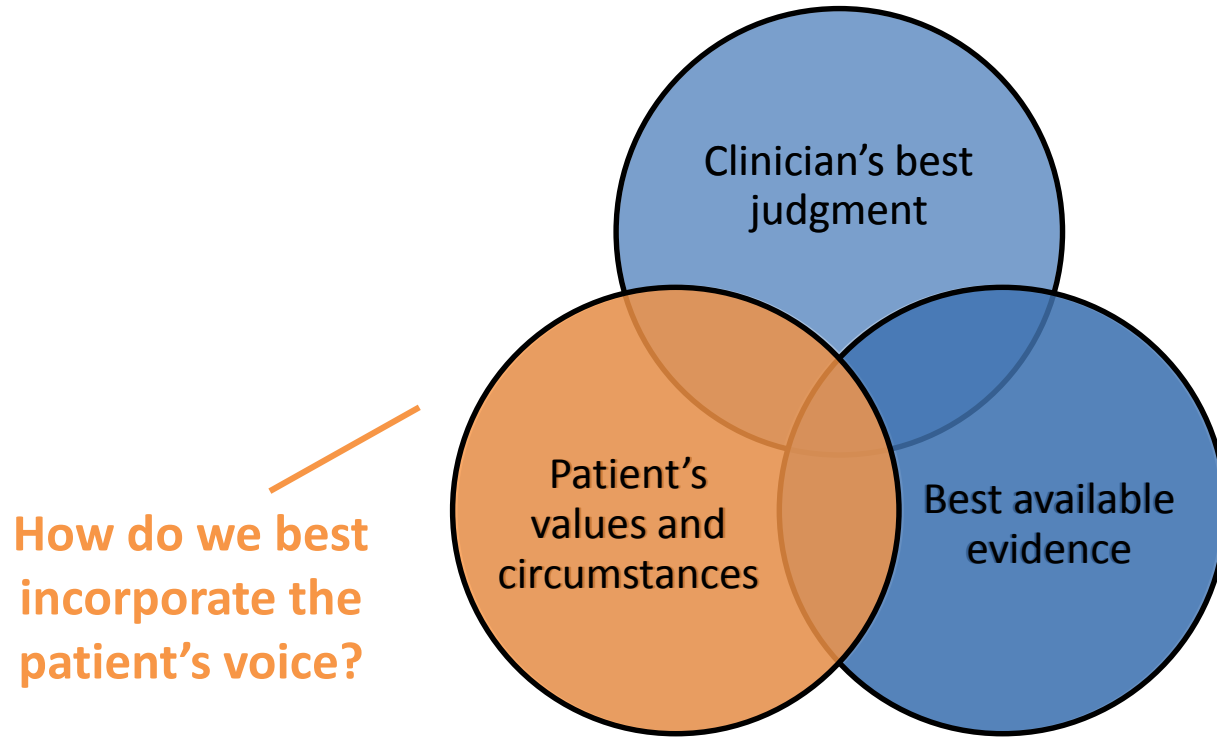 Clinician’s best
judgment
Patient’s
values and
circumstances
Best available
evidence
How do we best
incorporate the
patient’s voice?